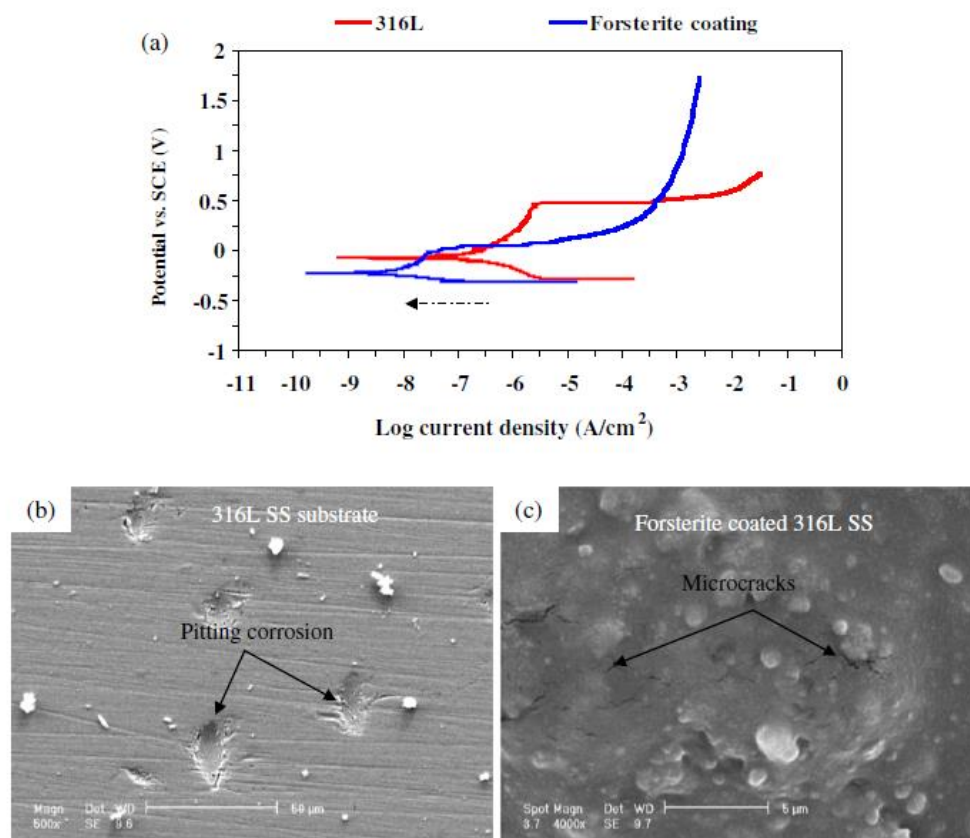 316L Forsterite coating
(a)
2
1.5
1
0.5
0
-0.5
-1
Potential vs. SCE (V)
-11 -10 -9 -8 -7 -6 -5 -4 -3 -2 -1 0
Log current density (A/cm²)
(b) 316L SS substrate
Pitting corrosion
Magn Det WD 50 μm
500x SE 9.6
(c) Forsterite coated 316L SS
Microcracks
Spot Magn Det WD 5 μm
3.7 4000x SE 9.7